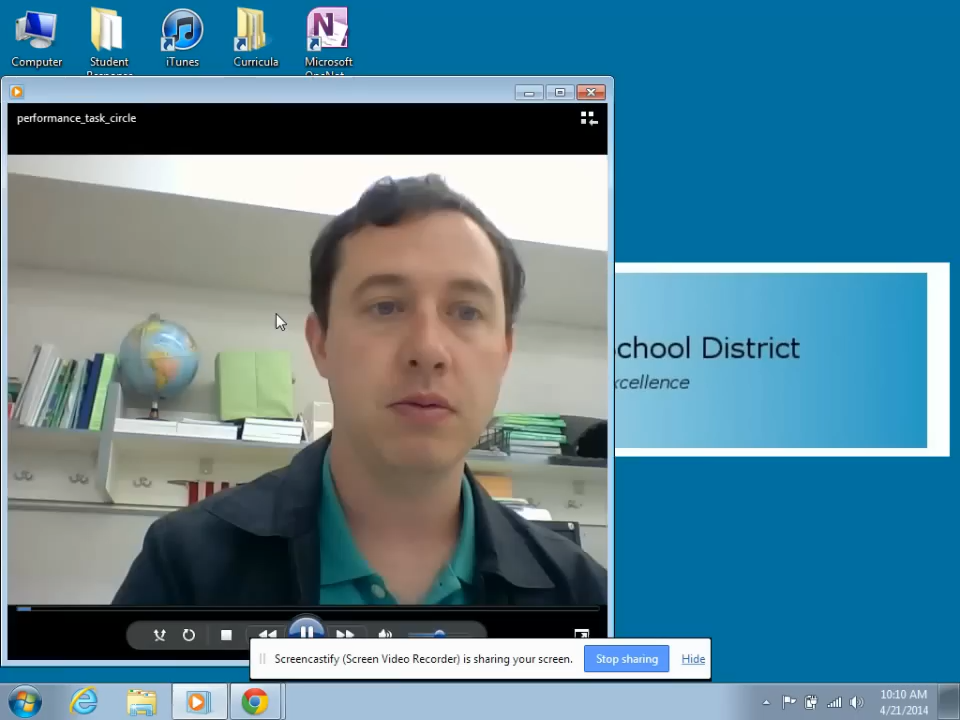 Computer
Student
iTunes
Curricula
Microsoft
performance_task_circle
chool District
xcellence
Screencastify (Screen Video Recorder) is sharing your screen.
Stop sharing
Hide
10:10 AM
4/21/2014